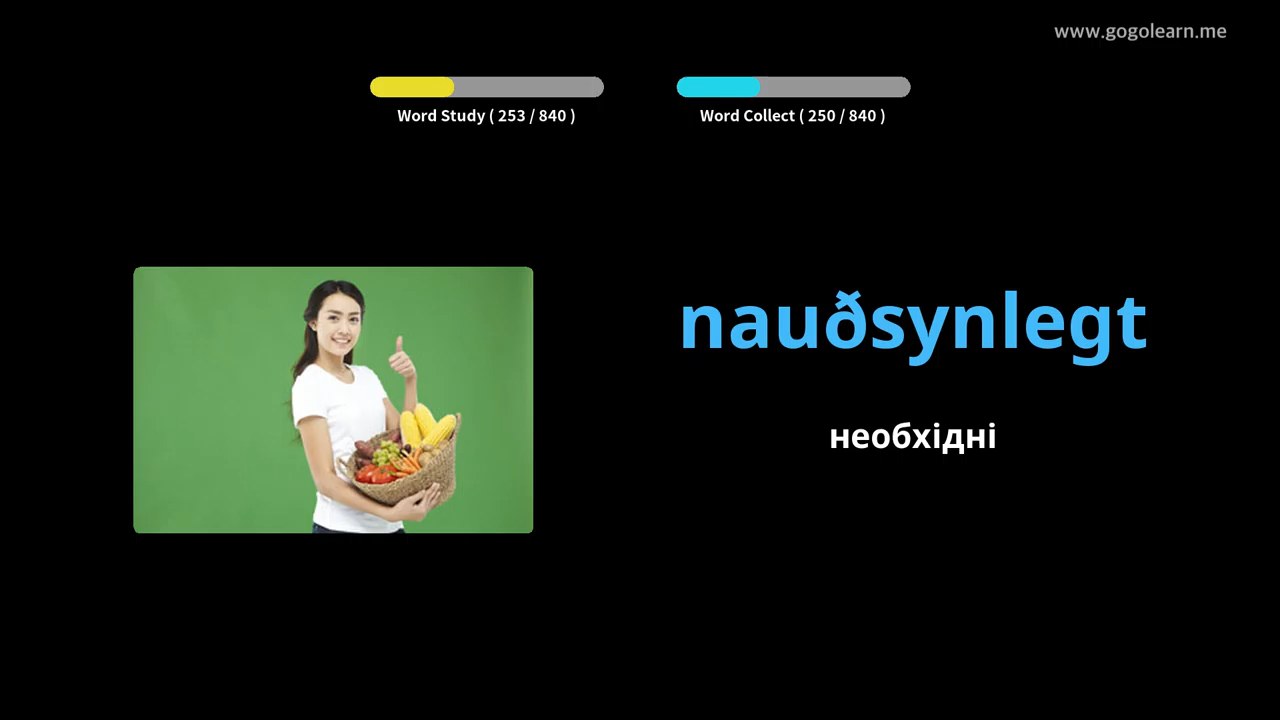 www.gogolearn.me
Word Study ( 253 / 840 )
Word Collect ( 250 / 840 )
nauðsynlegt
необхідні